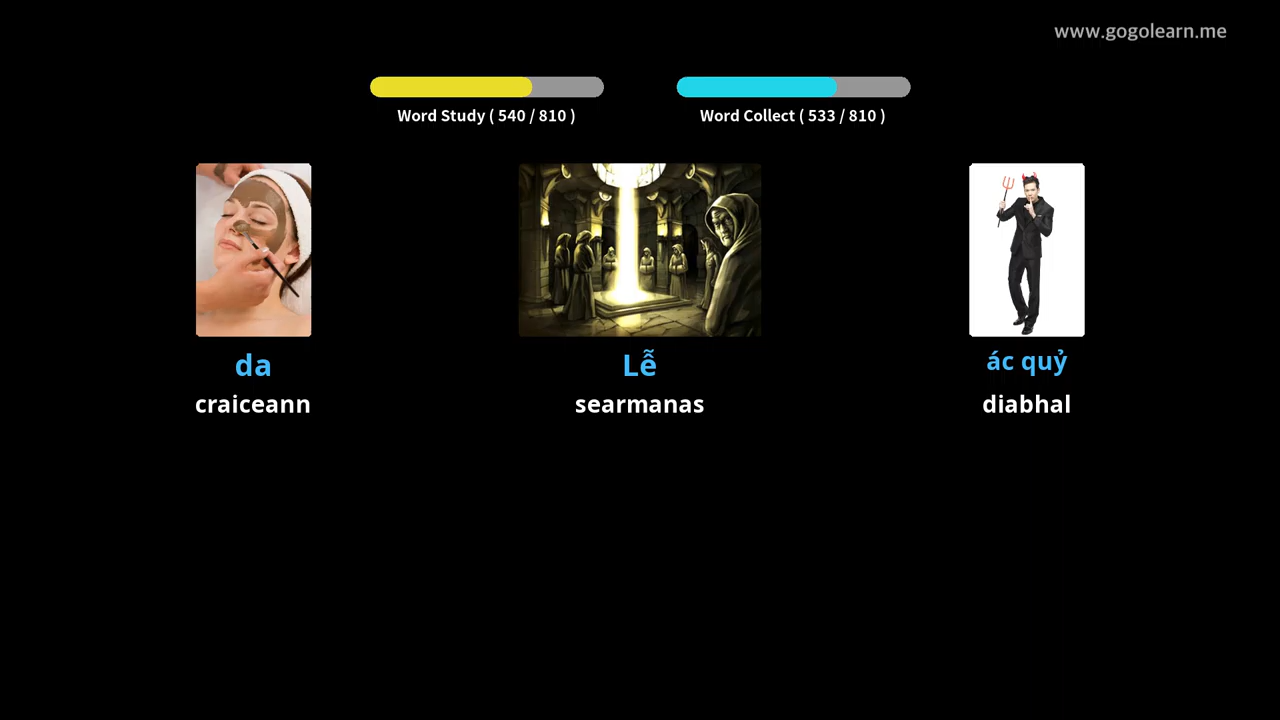 www.gogolearn.me
Word Study ( 540 / 810 )
Word Collect ( 533 / 810 )
da
Lễ
ác quỷ
craiceann
searmanas
diabhal